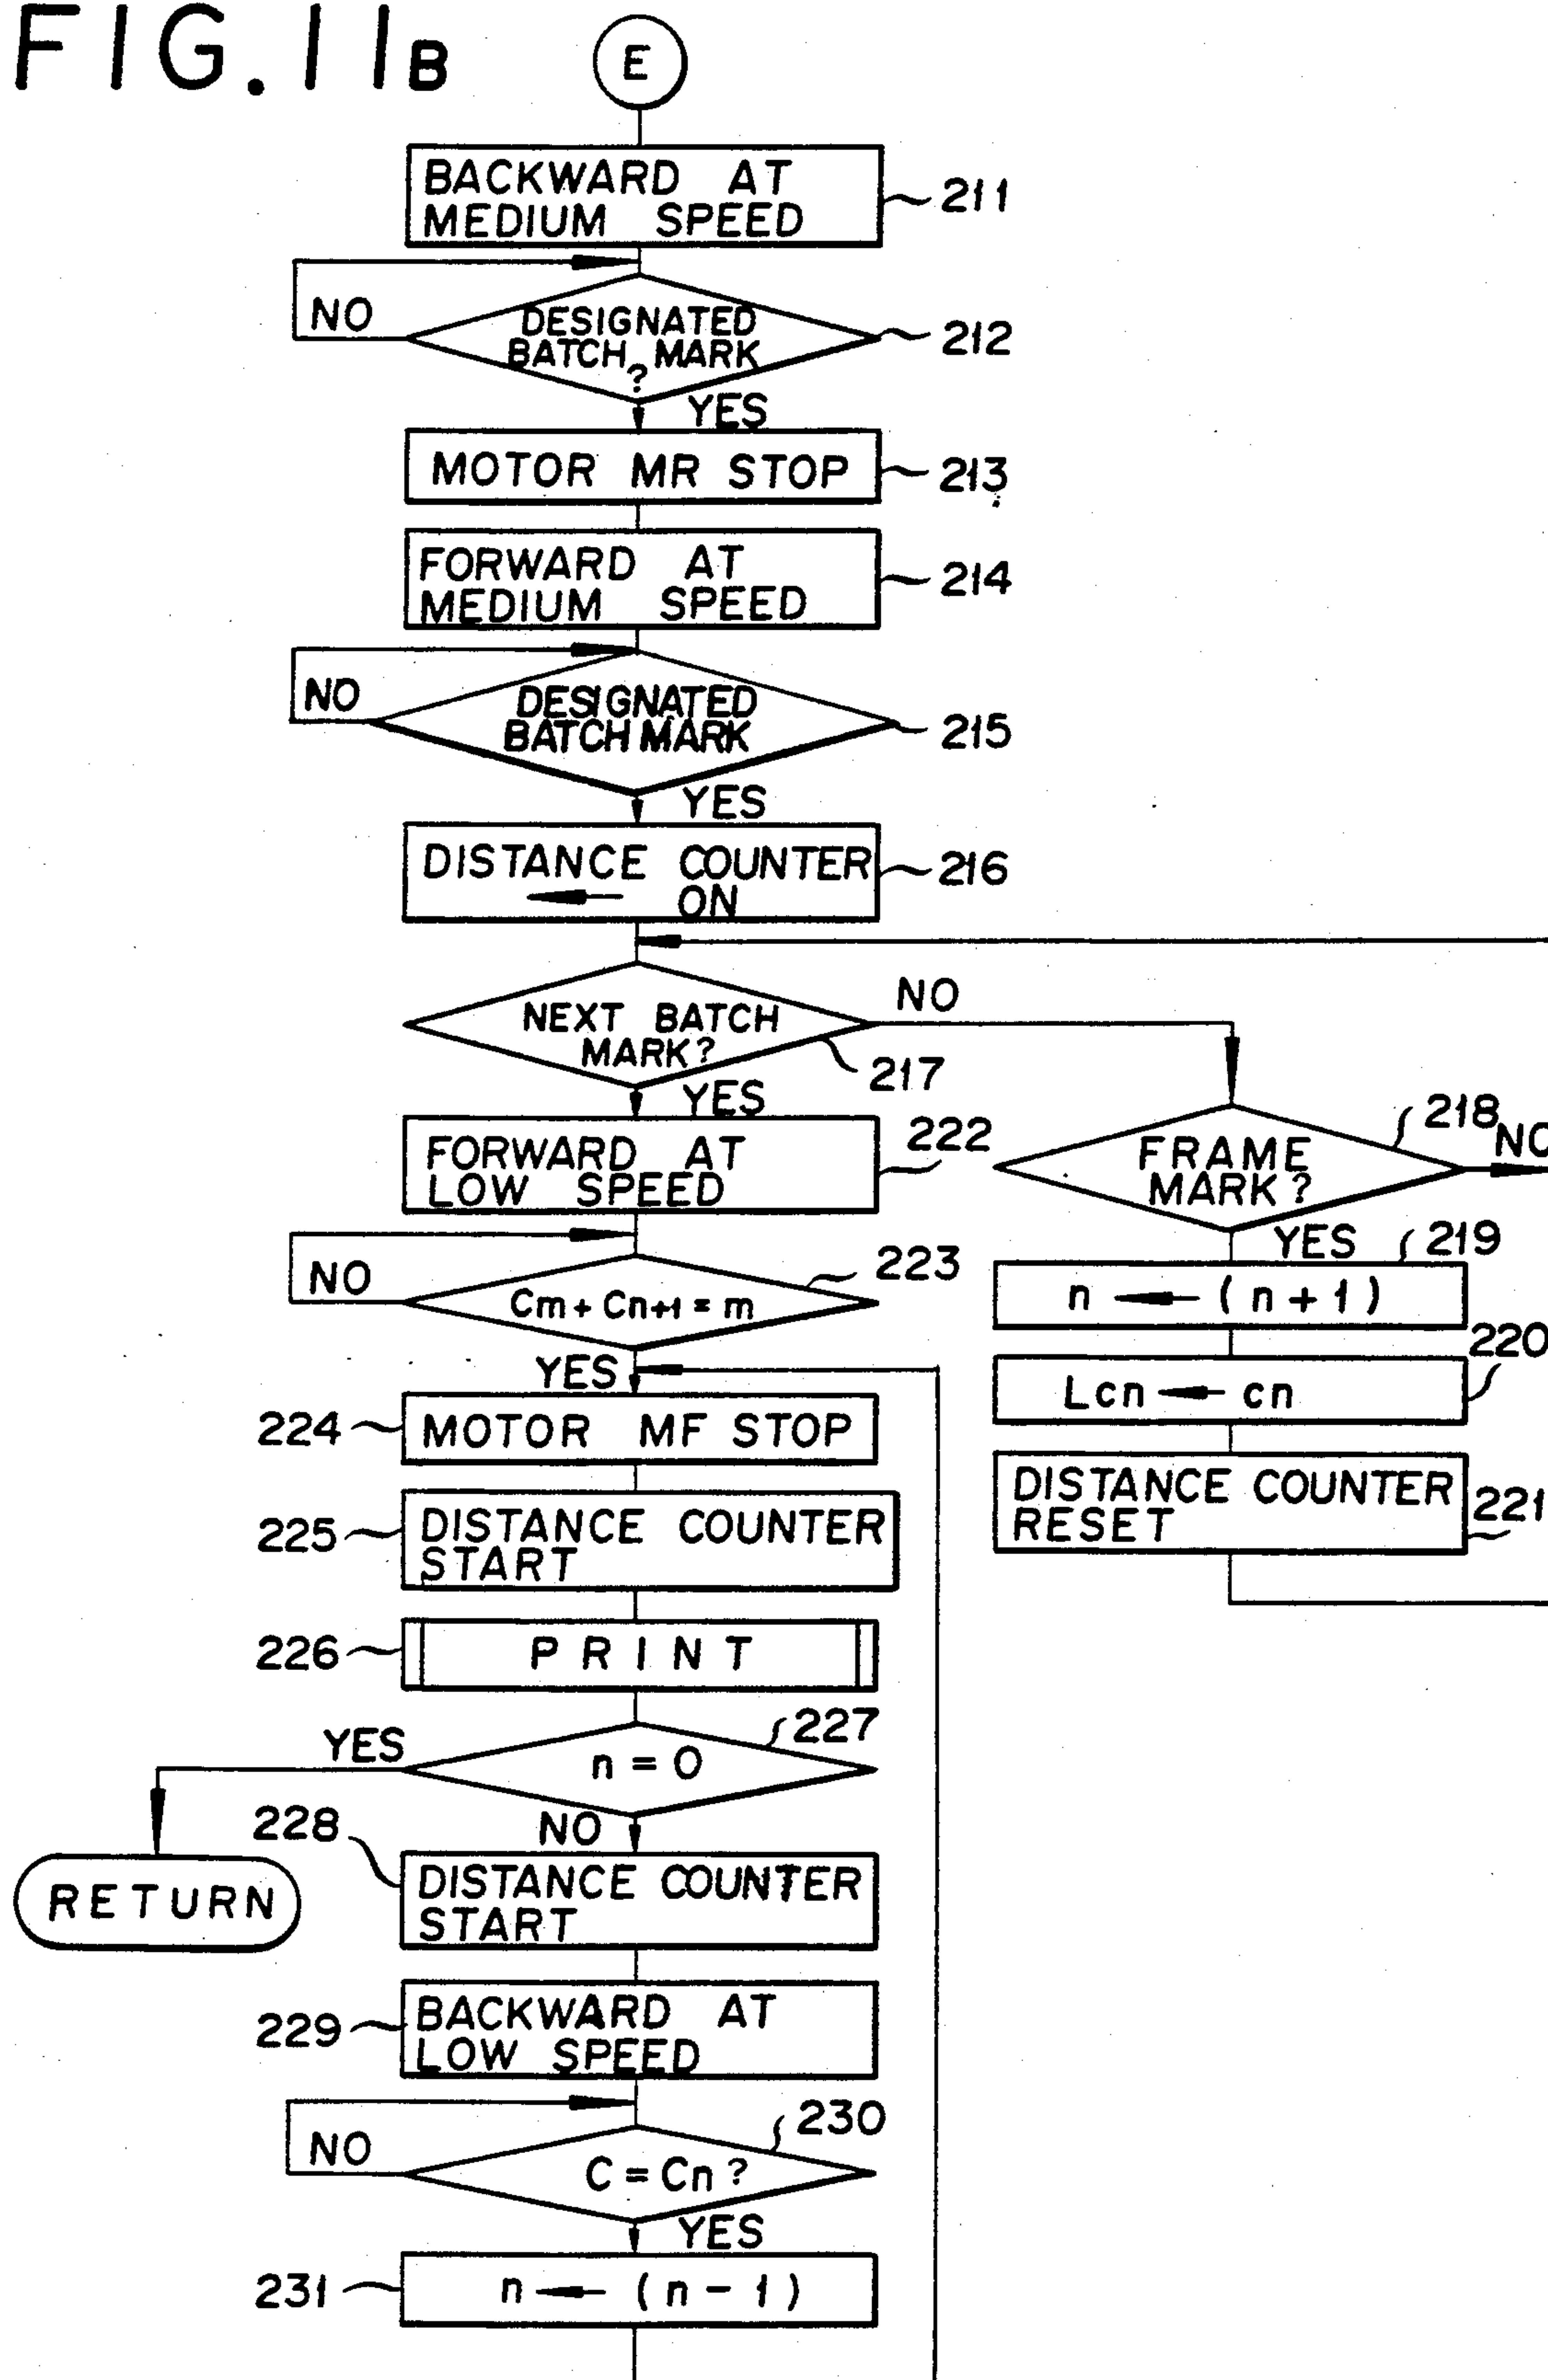 FIG.11B
E
BACKWARD AT
MEDIUM SPEED
211
NO
DESIGNATED
BATCH MARK
?
212
YES
MOTOR MR STOP
213
FORWARD AT
MEDIUM SPEED
214
NO
DESIGNATED
BATCH MARK
215
YES
DISTANCE COUNTER
← ON
216
NEXT BATCH
MARK?
NO
217
YES
FORWARD AT
LOW SPEED
222
FRAME
MARK?
218
NO
YES
219
n ← (n+1)
NO
Cm+Cn+1=m
223
220
Lcn ← cn
YES
224
MOTOR MF STOP
DISTANCE COUNTER
RESET
221
225
DISTANCE COUNTER
START
226
PRINT
227
YES
n = 0
NO
228
RETURN
DISTANCE COUNTER
START
229
BACKWARD AT
LOW SPEED
230
NO
C = Cn ?
YES
231
n ← (n - 1)